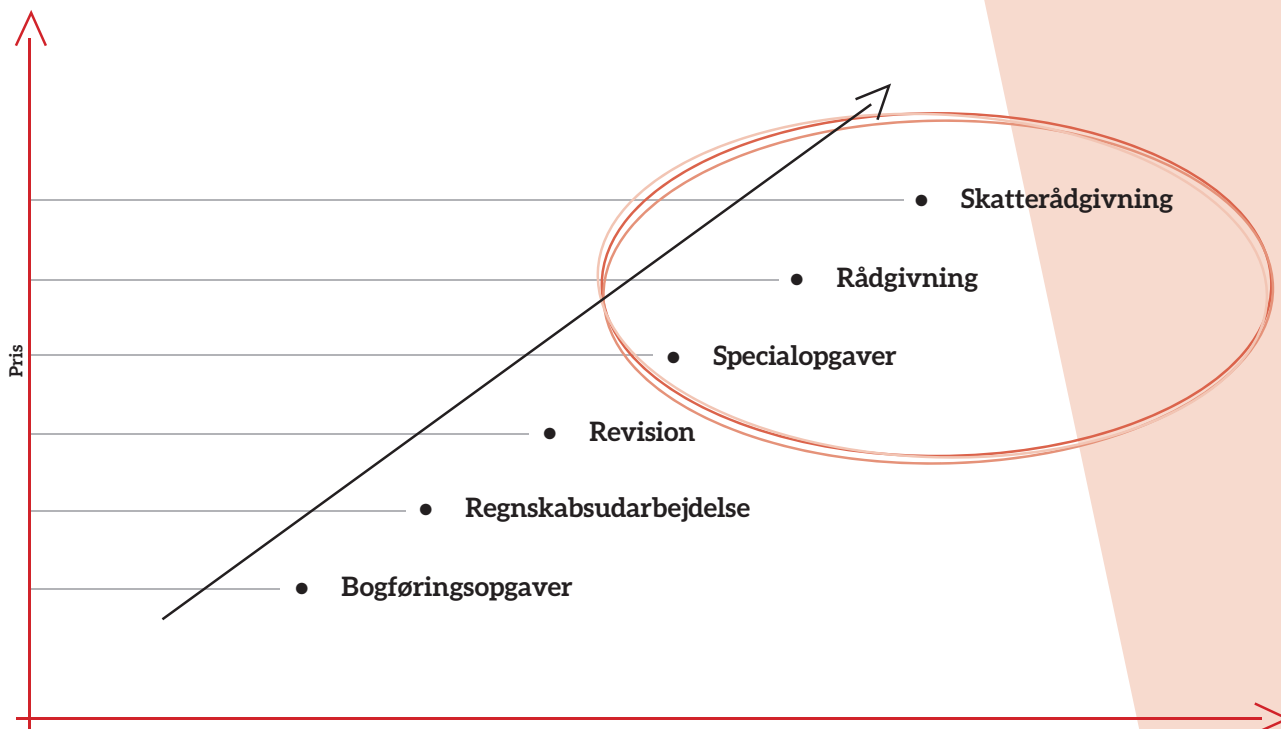 Skatterådgivning
Rådgivning
Specialopgaver
Pris
Revision
Regnskabsudarbejdelse
Bogføringsopgaver